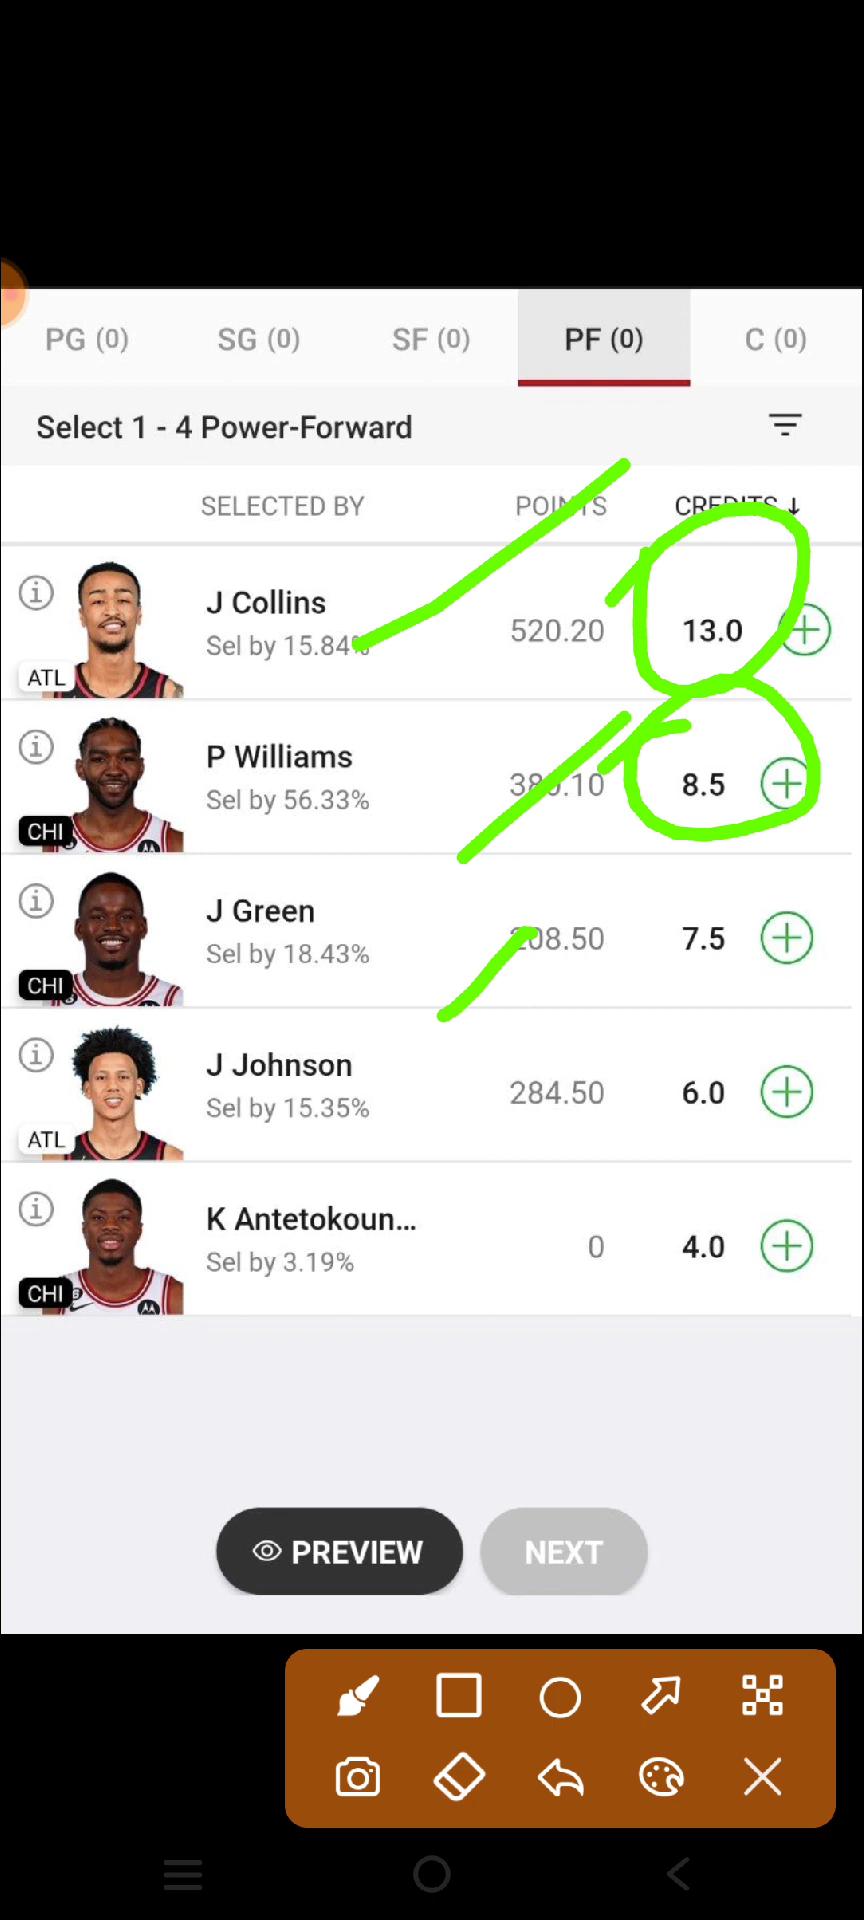 PG (0) SG (0) SF (0) PF (0) C (0)
Select 1 - 4 Power-Forward
SELECTED BY POINTS CREDITS ↓
J Collins
Sel by 15.84% 520.20 13.0
ATL
P Williams
Sel by 56.33% 8.5
CHI
J Green
Sel by 18.43% 208.50 7.5
CHI
J Johnson
Sel by 15.35% 284.50 6.0
ATL
K Antetokoun...
Sel by 3.19% 0 4.0
CHI
PREVIEW NEXT